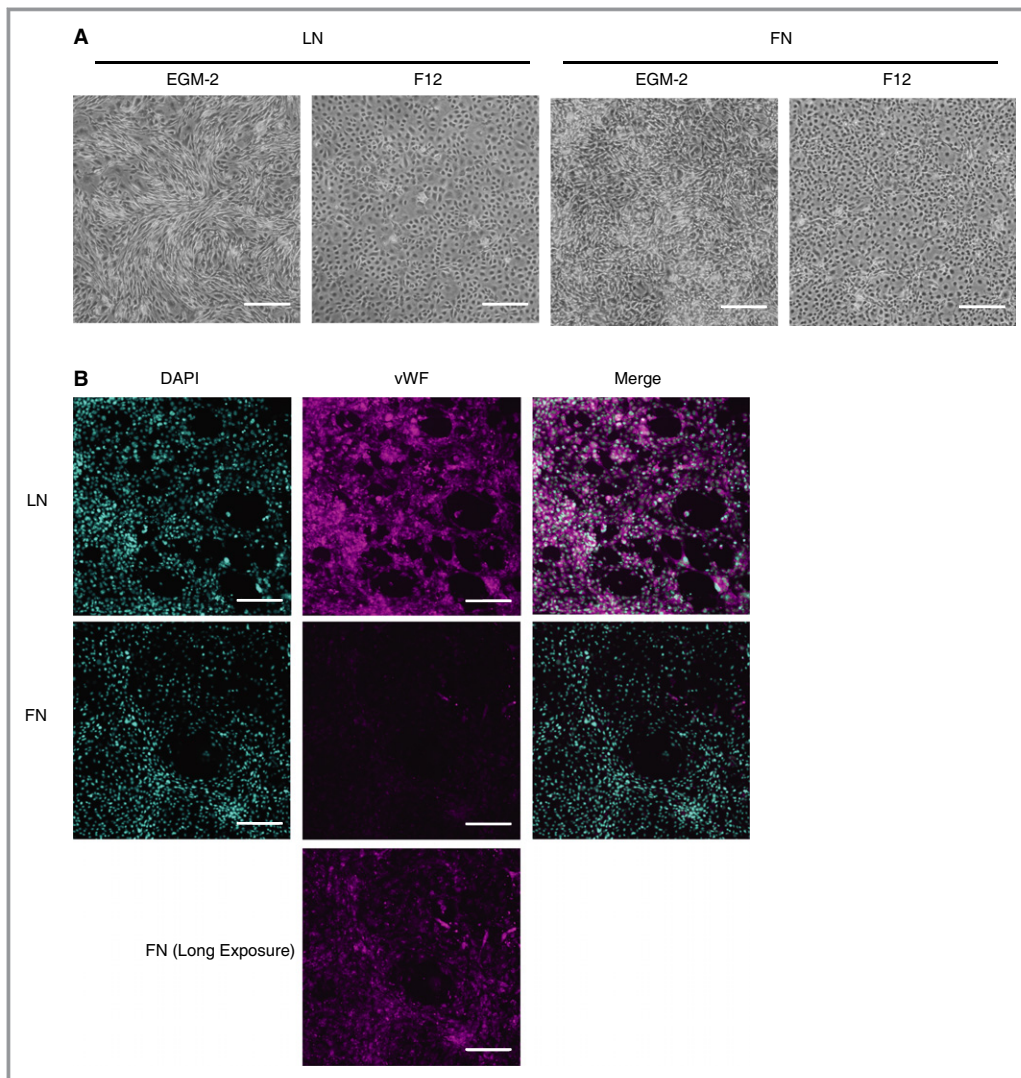 A
LN FN
EGM-2 F12 EGM-2 F12
B
DAPI vWF Merge
LN
FN
FN (Long Exposure)